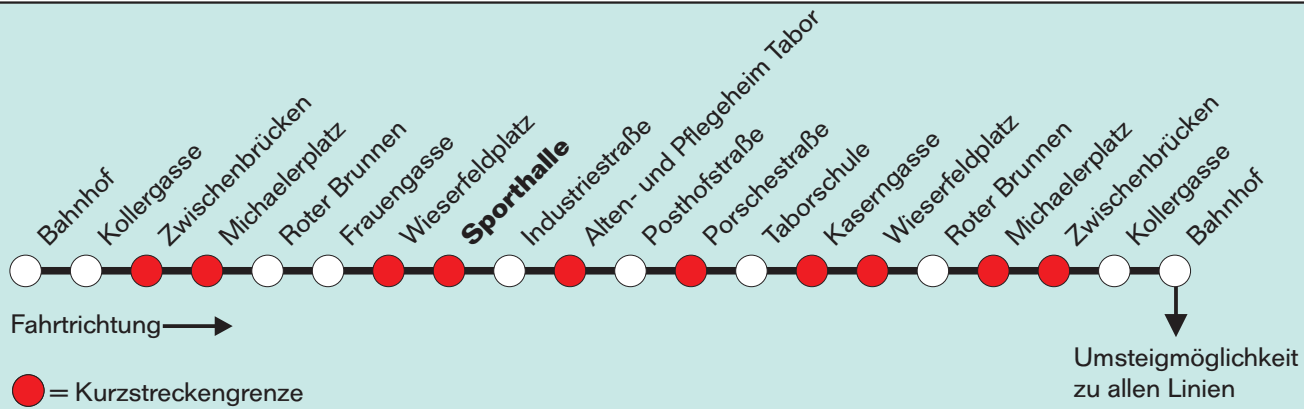 Bahnhof
Kollergasse
Zwischenbrücken
Michaelerplatz
Roter Brunnen
Frauengasse
Wieserfeldplatz
Sporthalle
Industriestraße
Alten- und Pflegeheim Tabor
Posthofstraße
Porschestraße
Taborschule
Kaserngasse
Wieserfeldplatz
Roter Brunnen
Michaelerplatz
Zwischenbrücken
Kollergasse
Bahnhof
Fahrtrichtung
Umsteigmöglichkeit
zu allen Linien
= Kurzstreckengrenze